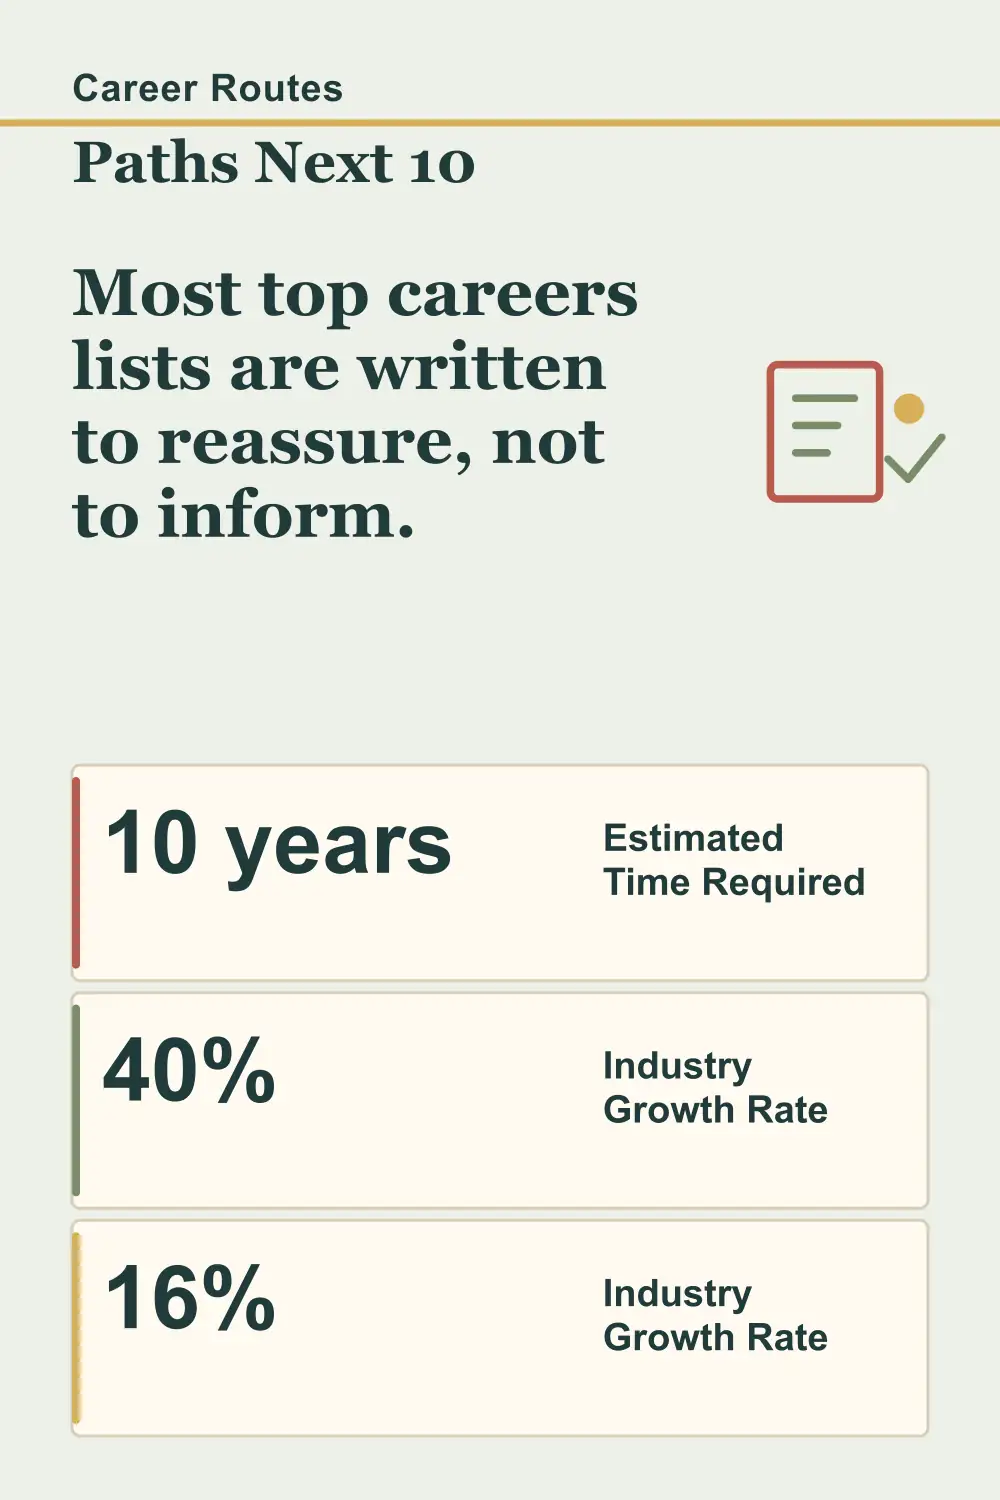 Career Routes
Paths Next 10
Most top careers
lists are written
to reassure, not
to inform.
10 years
Estimated
Time Required
40%
Industry
Growth Rate
16%
Industry
Growth Rate